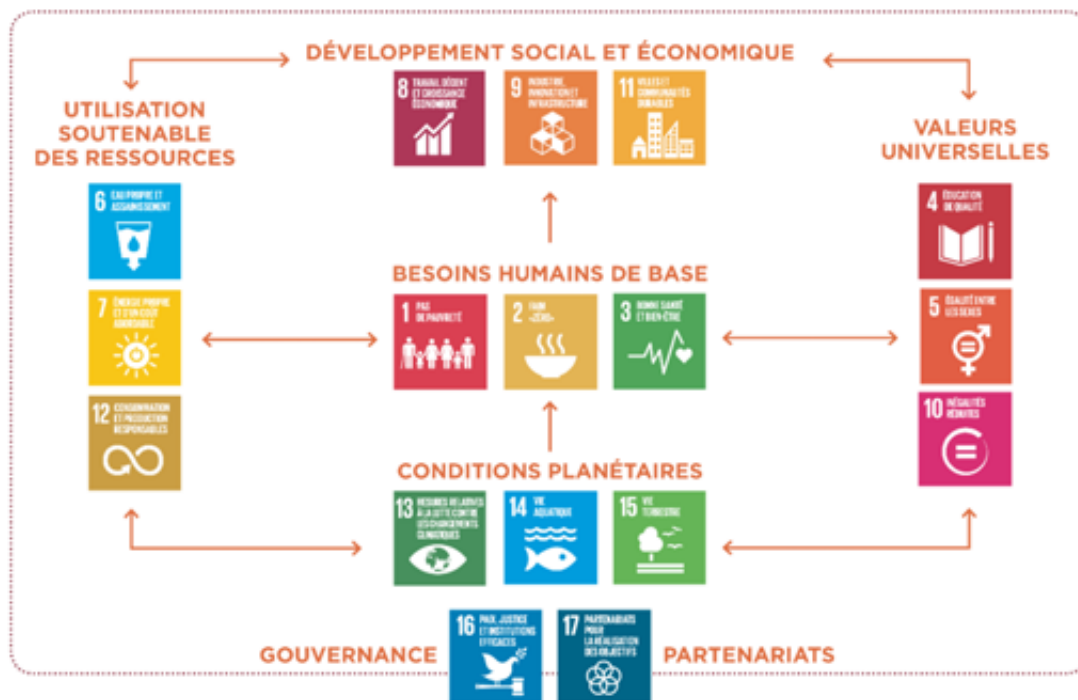 DÉVELOPPEMENT SOCIAL ET ÉCONOMIQUE
8 TRAVAIL DÉCENT
ET CROISSANCE
ÉCONOMIQUE
9 INDUSTRIE,
INNOVATION ET
INFRASTRUCTURE
11 VILLES ET
COMMUNAUTÉS
DURABLES
UTILISATION
SOUTENABLE
DES RESSOURCES
6 EAU PROPRE ET
ASSAINISSEMENT
7 ÉNERGIE PROPRE
ET D'UN COÛT
ABORDABLE
12 CONSOMMATION
ET PRODUCTION
RESPONSABLES
BESOINS HUMAINS DE BASE
1 PAS
DE PAUVRETÉ
2 FAIM
«ZÉRO»
3 BONNE SANTÉ
ET BIEN-ÊTRE
VALEURS
UNIVERSELLES
4 ÉDUCATION
DE QUALITÉ
5 ÉGALITÉ ENTRE
LES SEXES
10 INÉGALITÉS
RÉDUITES
CONDITIONS PLANÉTAIRES
13 MESURES RELATIVES
À LA LUTTE CONTRE
LES CHANGEMENTS
CLIMATIQUES
14 VIE
AQUATIQUE
15 VIE
TERRESTRE
GOUVERNANCE
16 PAIX, JUSTICE
ET INSTITUTIONS
EFFICACES
17 PARTENARIATS
POUR
LA RÉALISATION
DES OBJECTIFS
PARTENARIATS